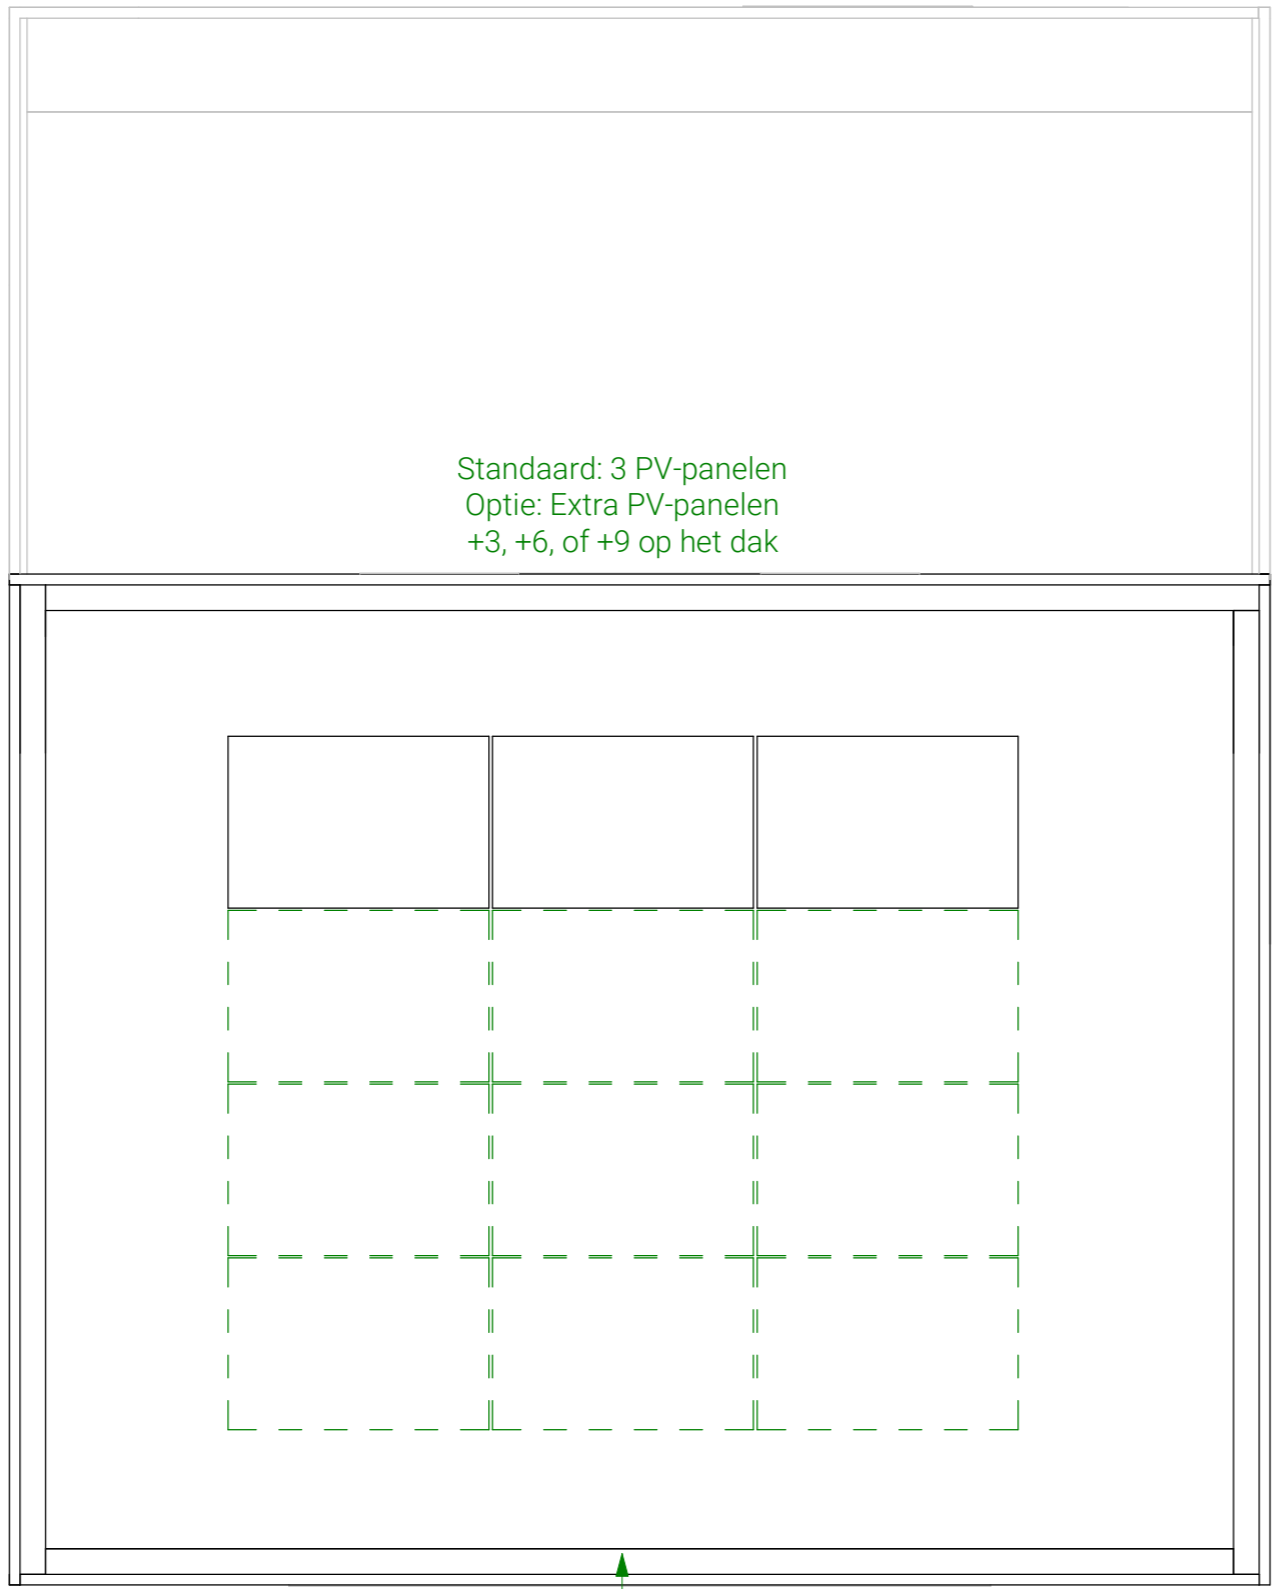 Standaard: 3 PV-panelen
Optie: Extra PV-panelen
+3, +6, of +9 op het dak